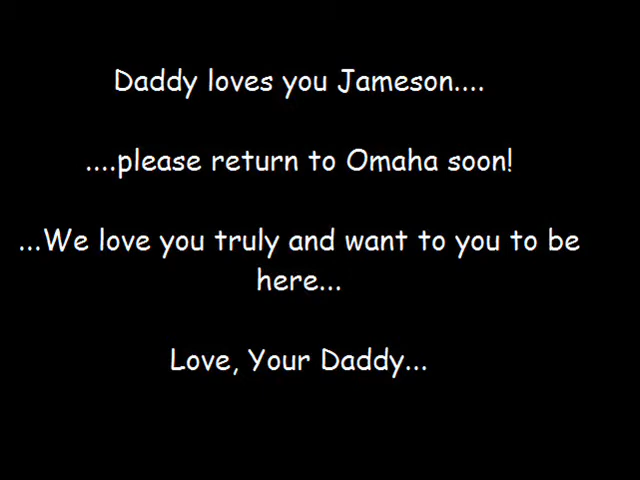 Daddy loves you Jameson....
....please return to Omaha soon!
...We love you truly and want to you to be
here...
Love, Your Daddy...